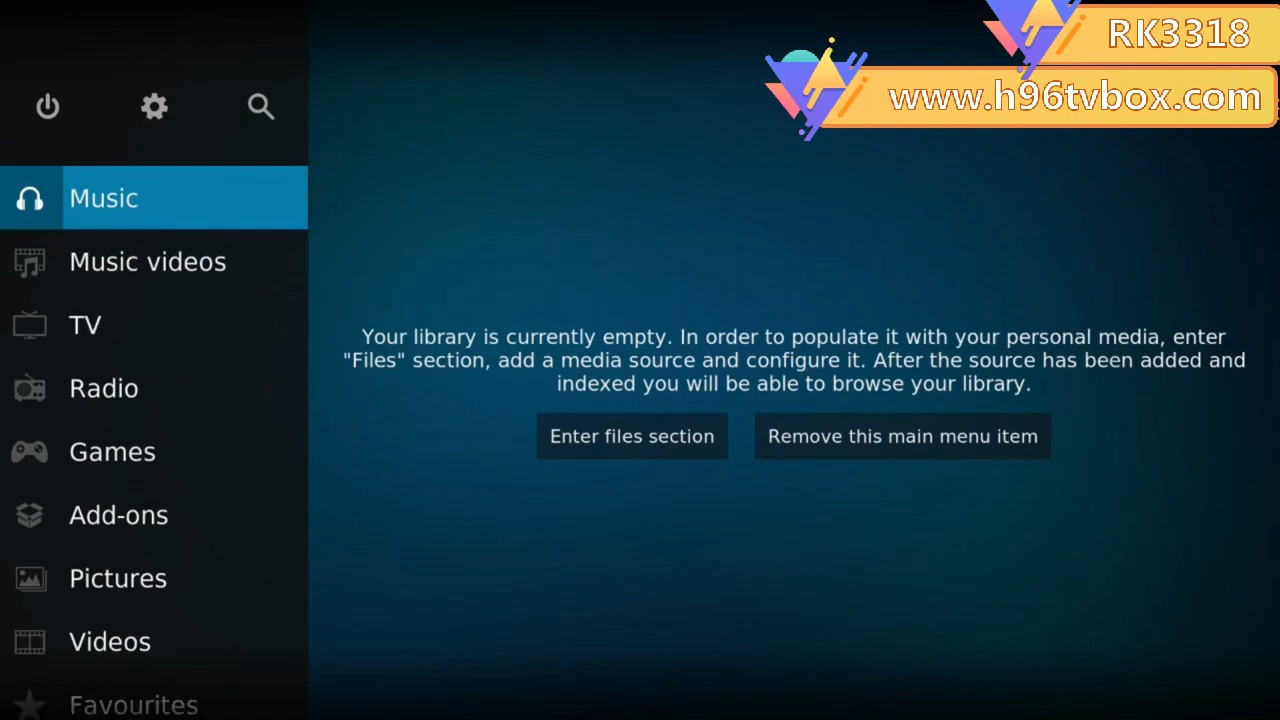 RK3318
www.h96tvbox.com
Music
Music videos
TV
Radio
Games
Add-ons
Pictures
Videos
Favourites
Your library is currently empty. In order to populate it with your personal media, enter
"Files" section, add a media source and configure it. After the source has been added and
indexed you will be able to browse your library.
Enter files section
Remove this main menu item